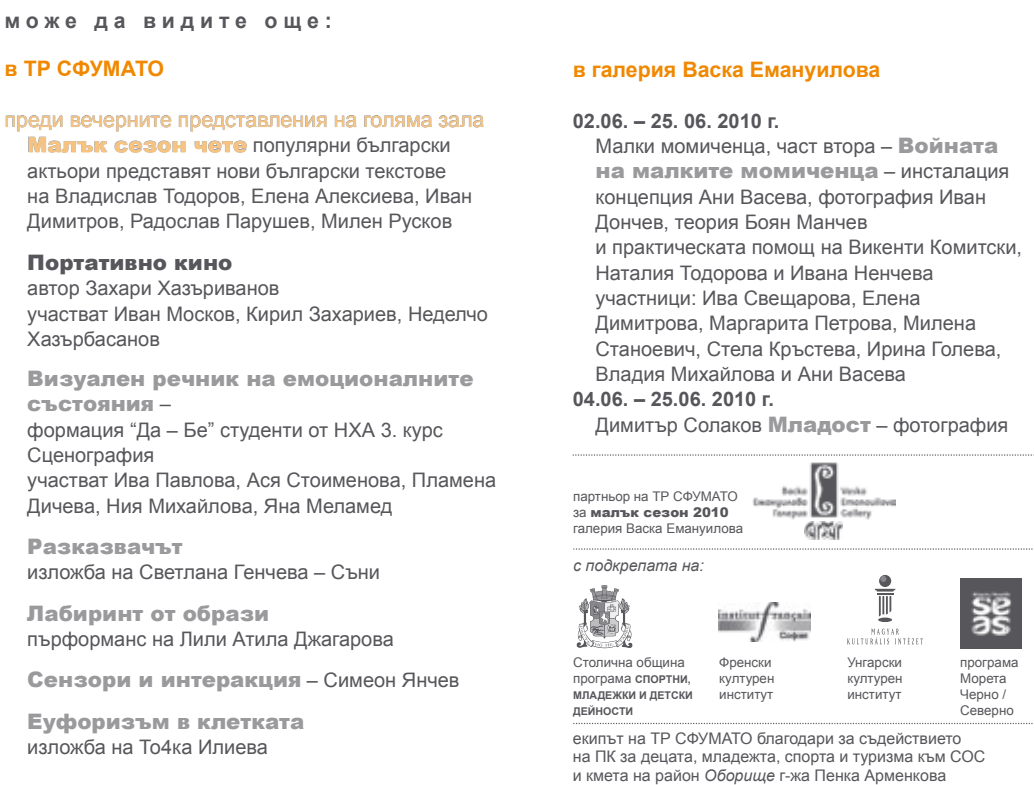 може да видите още:
в ТР СФУМАТО
преди вечерните представления на голяма зала
Малък сезон чете популярни български
актьори представят нови български текстове
на Владислав Тодоров, Елена Алексиева, Иван
Димитров, Радослав Парушев, Милен Русков
Портативно кино
автор Захари Хазъриванов
участват Иван Москов, Кирил Захариев, Неделчо
Хазърбасанов
Визуален речник на емоционалните
състояния –
формация “Да – Бе” студенти от НХА 3. курс
Сценография
участват Ива Павлова, Ася Стоименова, Пламена
Дичева, Ния Михайлова, Яна Меламед
Разказвачът
изложба на Светлана Генчева – Съни
Лабиринт от образи
пърформанс на Лили Атила Джагарова
Сензори и интеракция – Симеон Янчев
Еуфоризъм в клетката
изложба на То4ка Илиева
в галерия Васка Емануилова
02.06. – 25. 06. 2010 г.
Малки момиченца, част втора – Войната
на малките момиченца – инсталация
концепция Ани Васева, фотография Иван
Дончев, теория Боян Манчев
и практическата помощ на Викенти Комитски,
Наталия Тодорова и Ивана Ненчева
участници: Ива Свещарова, Елена
Димитрова, Маргарита Петрова, Милена
Станоевич, Стела Кръстева, Ирина Голева,
Владия Михайлова и Ани Васева
04.06. – 25.06. 2010 г.
Димитър Солаков Младост – фотография
партньор на ТР СФУМАТО
за малък сезон 2010
галерия Васка Емануилова
Васка
Емануилова
Галерия
Vaska
Emanouilova
Gallery
с подкрепата на:
institut français
София
MAGYAR
KULTURÁLIS INTÉZET
seas
Столична община
програма СПОРТНИ,
МЛАДЕЖКИ И ДЕТСКИ
ДЕЙНОСТИ
Френски
културен
институт
Унгарски
културен
институт
програма
Морета
Черно /
Северно
екипът на ТР СФУМАТО благодари за съдействието
на ПК за децата, младежта, спорта и туризма към СОС
и кмета на район Оборище г-жа Пенка Арменкова